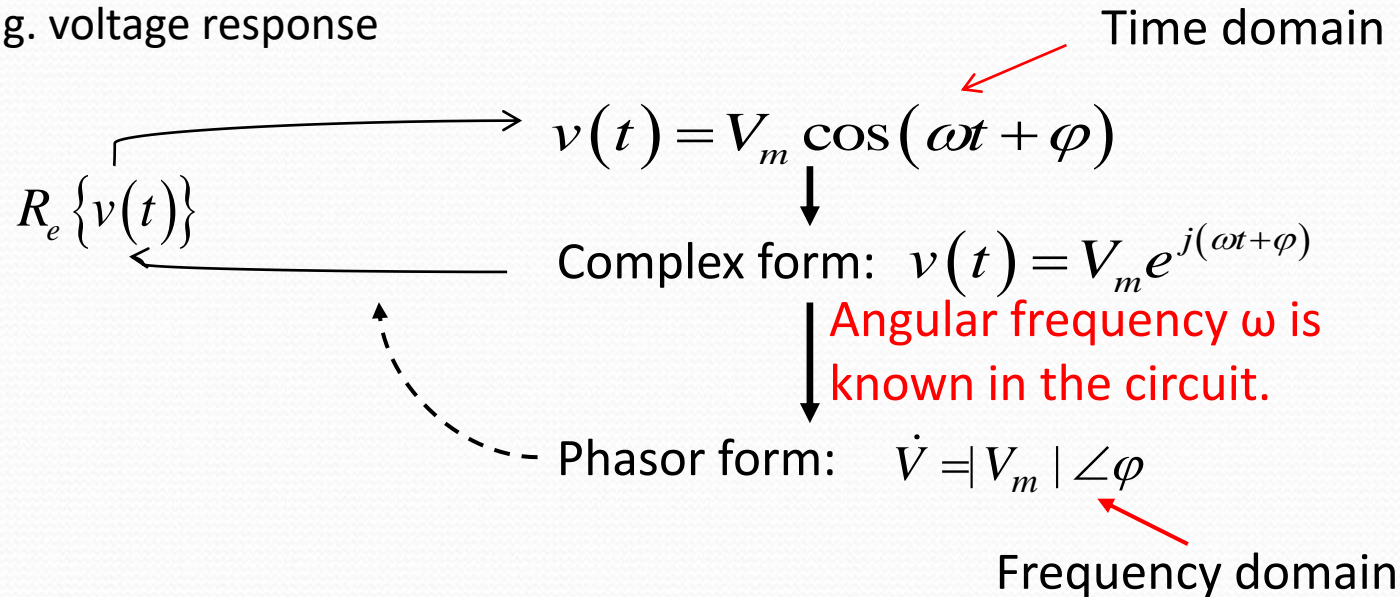 g. voltage response
Time domain
v(t) = V_m cos(ωt + φ)
R_e {v(t)}
Complex form: v(t) = V_m e^{j(ωt+φ)}
Angular frequency ω is
known in the circuit.
Phasor form: V̇ =| V_m | ∠φ
Frequency domain